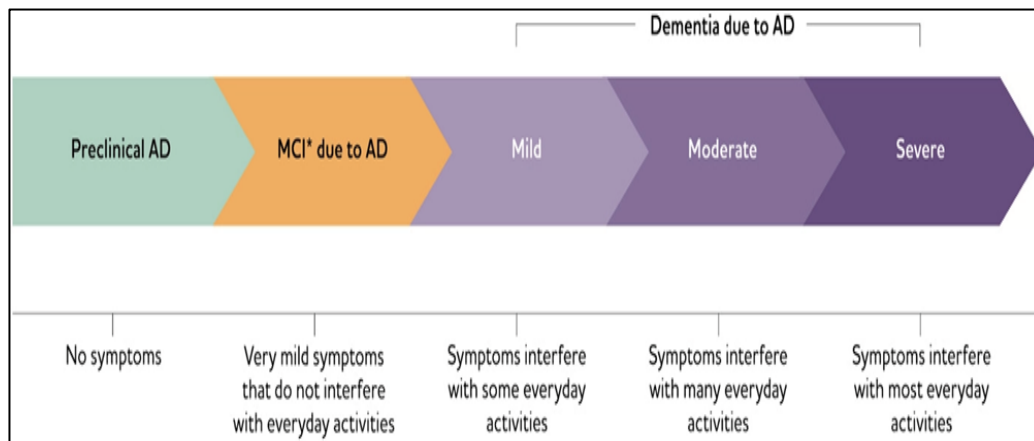 Dementia due to AD
Preclinical AD
MCI* due to AD
Mild
Moderate
Severe
No symptoms
Very mild symptoms
that do not interfere
with everyday activities
Symptoms interfere
with some everyday
activities
Symptoms interfere
with many everyday
activities
Symptoms interfere
with most everyday
activities